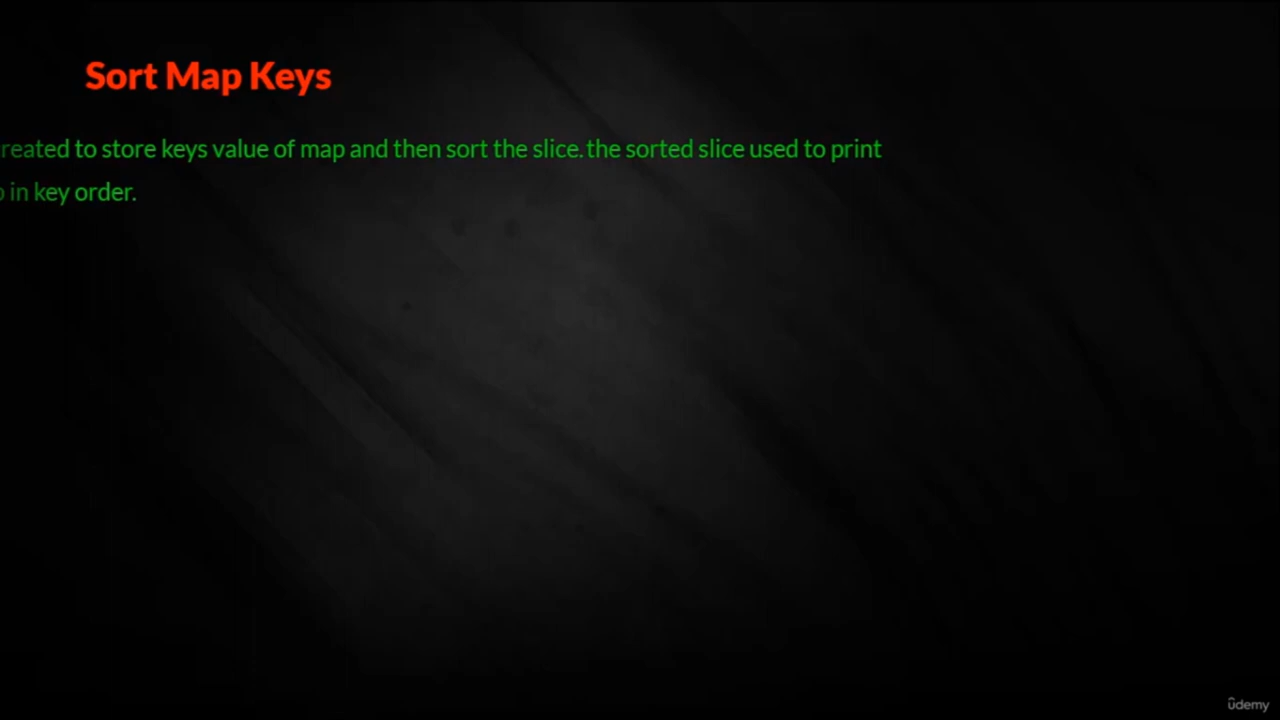 Sort Map Keys
reated to store keys value of map and then sort the slice.the sorted slice used to print
in key order.
ûdemy